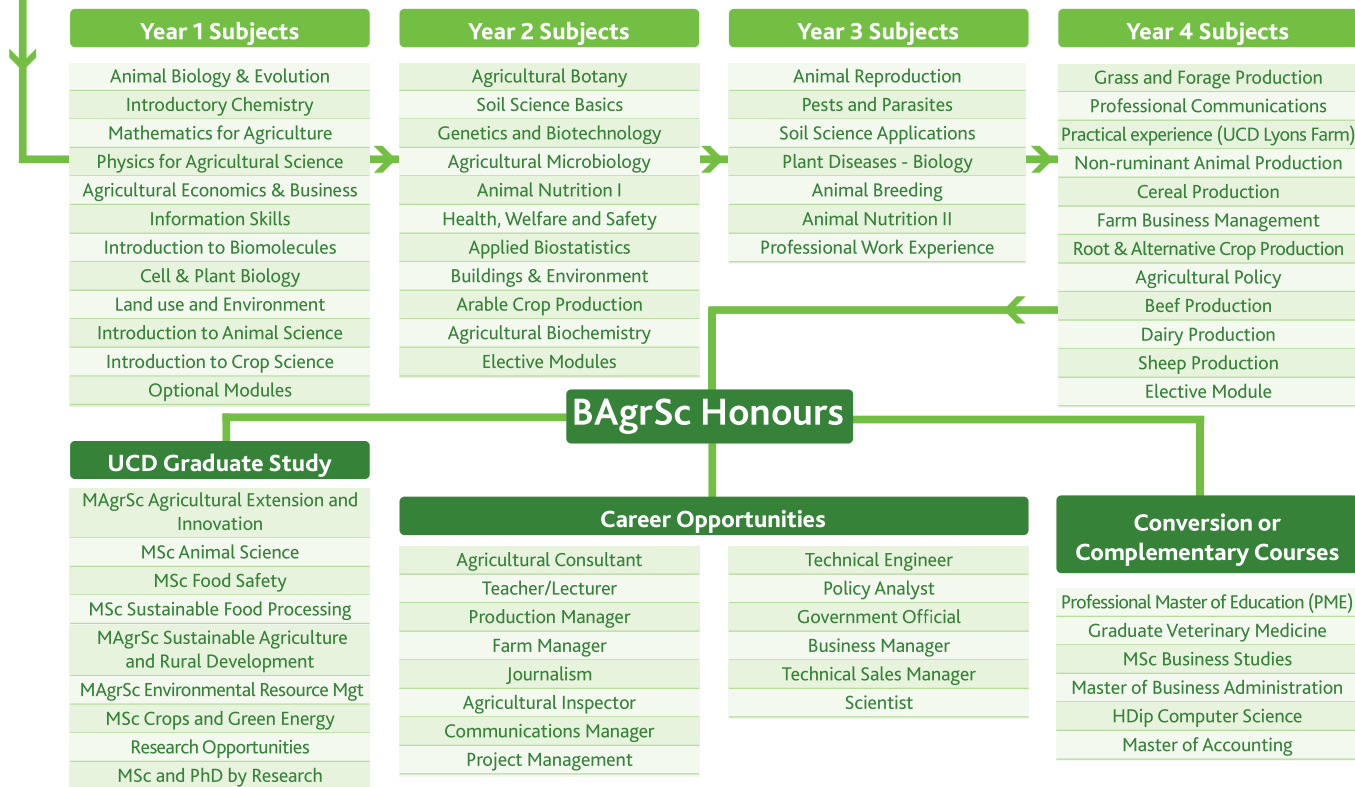 Year 1 Subjects
Animal Biology & Evolution
Introductory Chemistry
Mathematics for Agriculture
Physics for Agricultural Science
Agricultural Economics & Business
Information Skills
Introduction to Biomolecules
Cell & Plant Biology
Land use and Environment
Introduction to Animal Science
Introduction to Crop Science
Optional Modules
Year 2 Subjects
Agricultural Botany
Soil Science Basics
Genetics and Biotechnology
Agricultural Microbiology
Animal Nutrition I
Health, Welfare and Safety
Applied Biostatistics
Buildings & Environment
Arable Crop Production
Agricultural Biochemistry
Elective Modules
Year 3 Subjects
Animal Reproduction
Pests and Parasites
Soil Science Applications
Plant Diseases - Biology
Animal Breeding
Animal Nutrition II
Professional Work Experience
Year 4 Subjects
Grass and Forage Production
Professional Communications
Practical experience (UCD Lyons Farm)
Non-ruminant Animal Production
Cereal Production
Farm Business Management
Root & Alternative Crop Production
Agricultural Policy
Beef Production
Dairy Production
Sheep Production
Elective Module
BAgrSc Honours
UCD Graduate Study
MAgrSc Agricultural Extension and
Innovation
MSc Animal Science
MSc Food Safety
MSc Sustainable Food Processing
MAgrSc Sustainable Agriculture
and Rural Development
MAgrSc Environmental Resource Mgt
MSc Crops and Green Energy
Research Opportunities
MSc and PhD by Research
Career Opportunities
Agricultural Consultant
Teacher/Lecturer
Production Manager
Farm Manager
Journalism
Agricultural Inspector
Communications Manager
Project Management
Technical Engineer
Policy Analyst
Government Official
Business Manager
Technical Sales Manager
Scientist
Conversion or
Complementary Courses
Professional Master of Education (PME)
Graduate Veterinary Medicine
MSc Business Studies
Master of Business Administration
HDip Computer Science
Master of Accounting